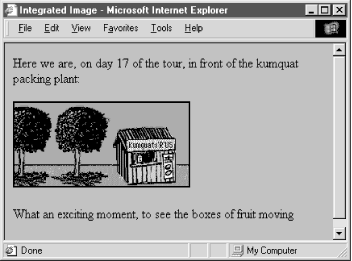 Integrated Image - Microsoft Internet Explorer
File Edit View Favorites Tools Help
Here we are, on day 17 of the tour, in front of the kumquat
packing plant:
Kumquats'R'US
What an exciting moment, to see the boxes of fruit moving
Done
My Computer